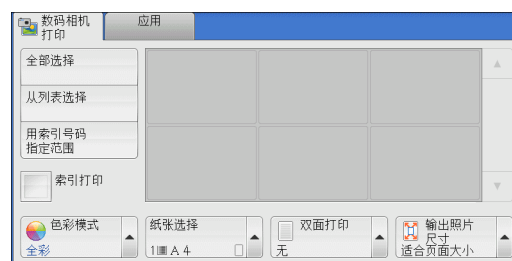 数码相机
打印
应用
全部选择
从列表选择
用索引号码
指定范围
索引打印
色彩模式
全彩
纸张选择
1 A 4
双面打印
无
输出照片
尺寸
适合页面大小